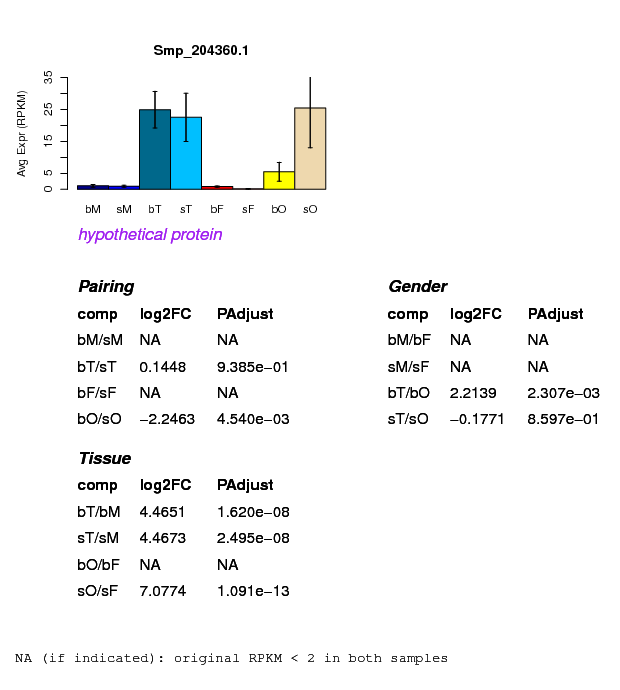 Smp_204360.1
Avg Expr (RPKM)
35
25
15
5
0
bM sM bT sT bF sF bO sO
hypothetical protein
Pairing
comp log2FC PAdjust
bM/sM NA NA
bT/sT 0.1448 9.385e−01
bF/sF NA NA
bO/sO −2.2463 4.540e−03
Gender
comp log2FC PAdjust
bM/bF NA NA
sM/sF NA NA
bT/bO 2.2139 2.307e−03
sT/sO −0.1771 8.597e−01
Tissue
comp log2FC PAdjust
bT/bM 4.4651 1.620e−08
sT/sM 4.4673 2.495e−08
bO/bF NA NA
sO/sF 7.0774 1.091e−13
NA (if indicated): original RPKM < 2 in both samples